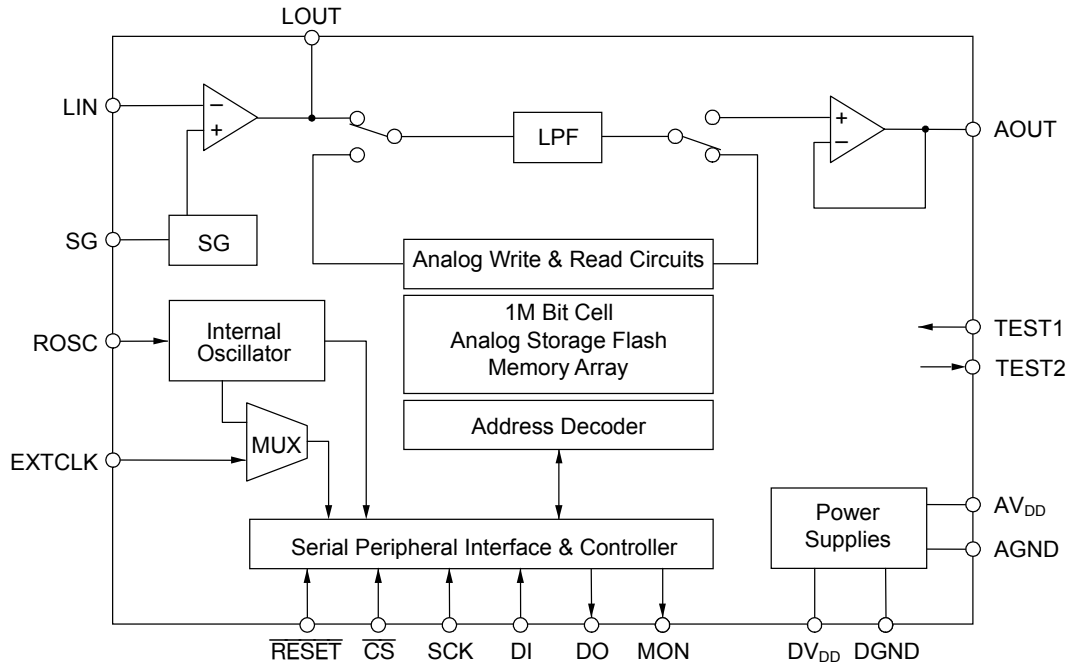 LOUT
LIN
−
+
LPF
+
−
AOUT
SG
SG
Analog Write & Read Circuits
1M Bit Cell
Analog Storage Flash
Memory Array
ROSC
Internal
Oscillator
TEST1
TEST2
Address Decoder
MUX
EXTCLK
Power
Supplies
AVDD
AGND
Serial Peripheral Interface & Controller
RESET CS SCK DI DO MON DVDD DGND